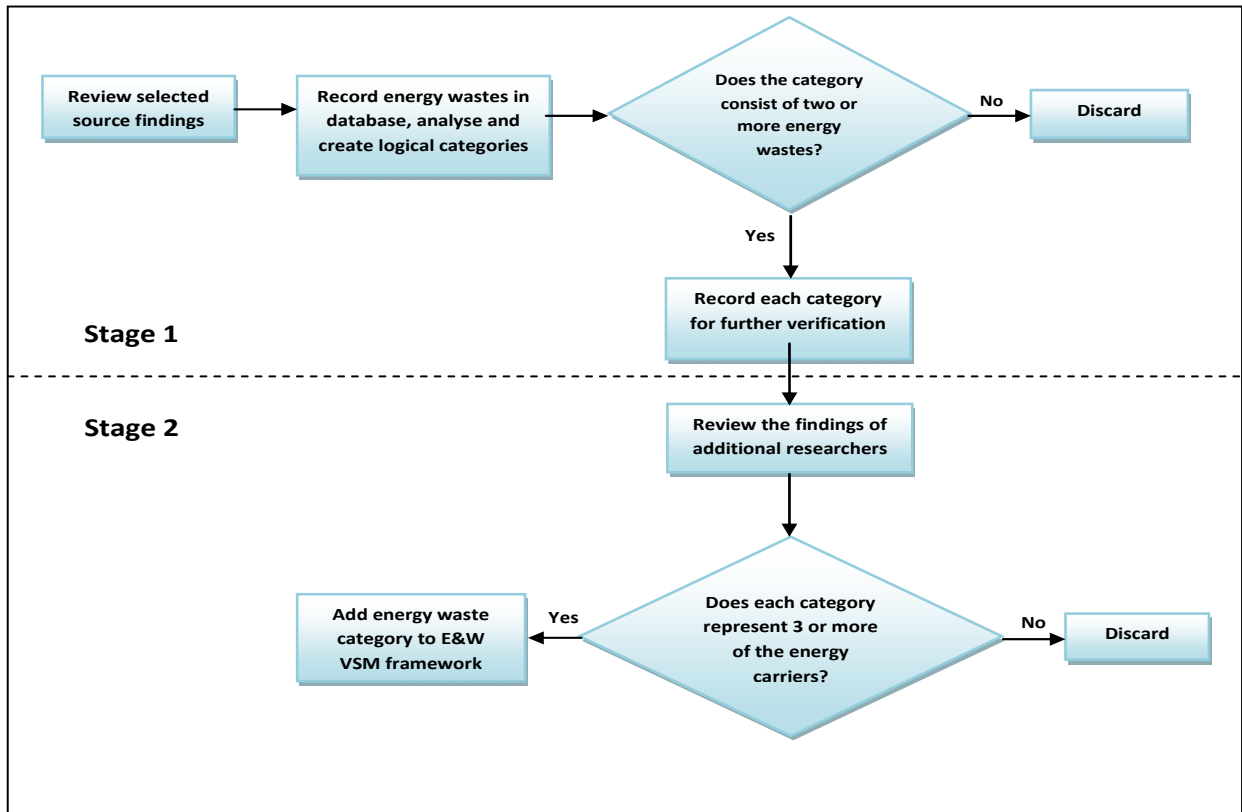 Review selected
source findings
Record energy wastes in
database, analyse and
create logical categories
Does the category
consist of two or
more energy
wastes?
No
Discard
Yes
Record each category
for further verification
Stage 1
Stage 2
Review the findings of
additional researchers
Does each category
represent 3 or more
of the energy
carriers?
Yes
Add energy waste
category to E&W
VSM framework
No
Discard